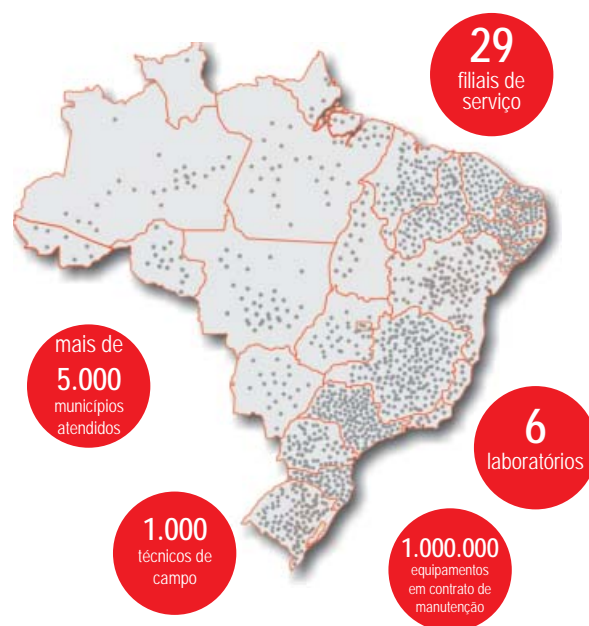 29
filiais de
serviço
mais de
5.000
municípios
atendidos
6
laboratórios
1.000
técnicos de
campo
1.000.000
equipamentos
em contrato de
manutenção